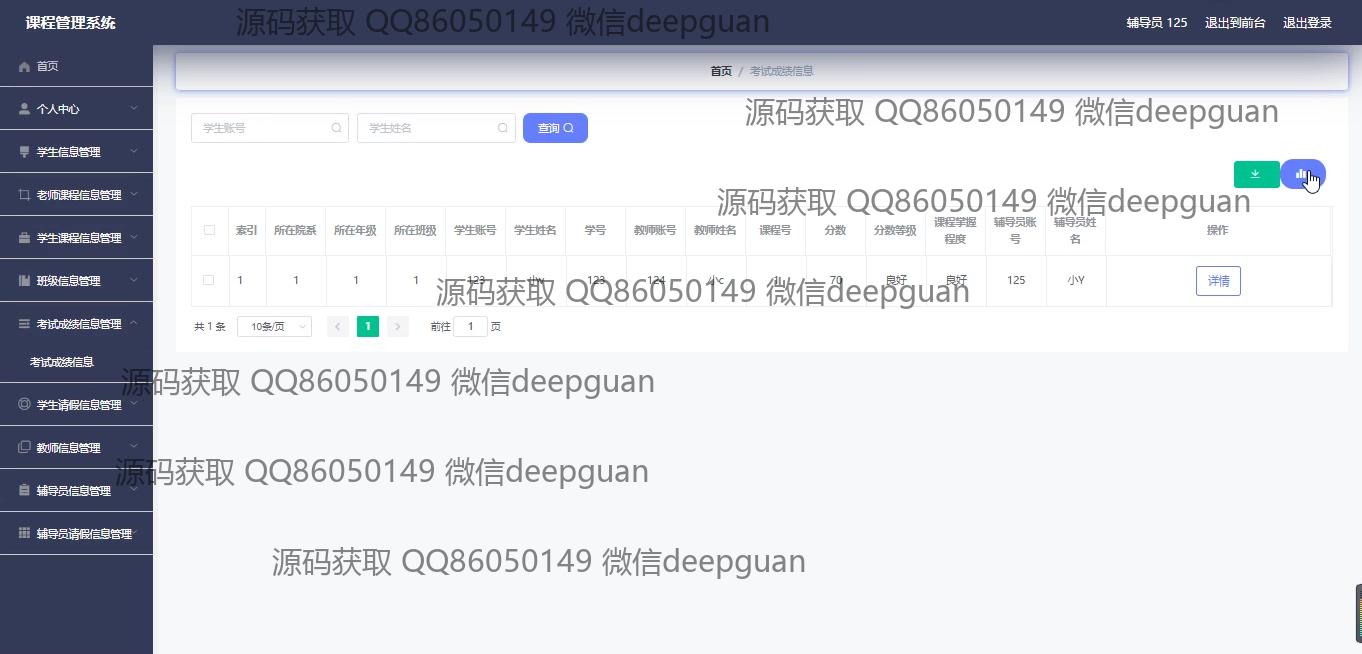 课程管理系统
源码获取 QQ86050149 微信deepguan
辅导员 125
退出到前台
退出登录
首页
个人中心
学生信息管理
老师课程信息管理
学生课程信息管理
班级信息管理
考试成绩信息管理
考试成绩信息
学生请假信息管理
教师信息管理
辅导员信息管理
辅导员请假信息管理
首页 / 考试成绩信息
源码获取 QQ86050149 微信deepguan
学生账号
学生姓名
查询
源码获取 QQ86050149 微信deepguan
索引 所在院系 所在年级 所在班级 学生账号 学生姓名 学号 教师账号 教师姓名 课程号 分数 分数等级 课程掌握程度 辅导员账号 辅导员姓名 操作
1 1 1 1 123 小w 123 124 小c 1 70 良好 良好 125 小Y 详情
源码获取 QQ86050149 微信deepguan
共 1 条 10条/页 < 1 > 前往 1 页
源码获取 QQ86050149 微信deepguan
源码获取 QQ86050149 微信deepguan
源码获取 QQ86050149 微信deepguan